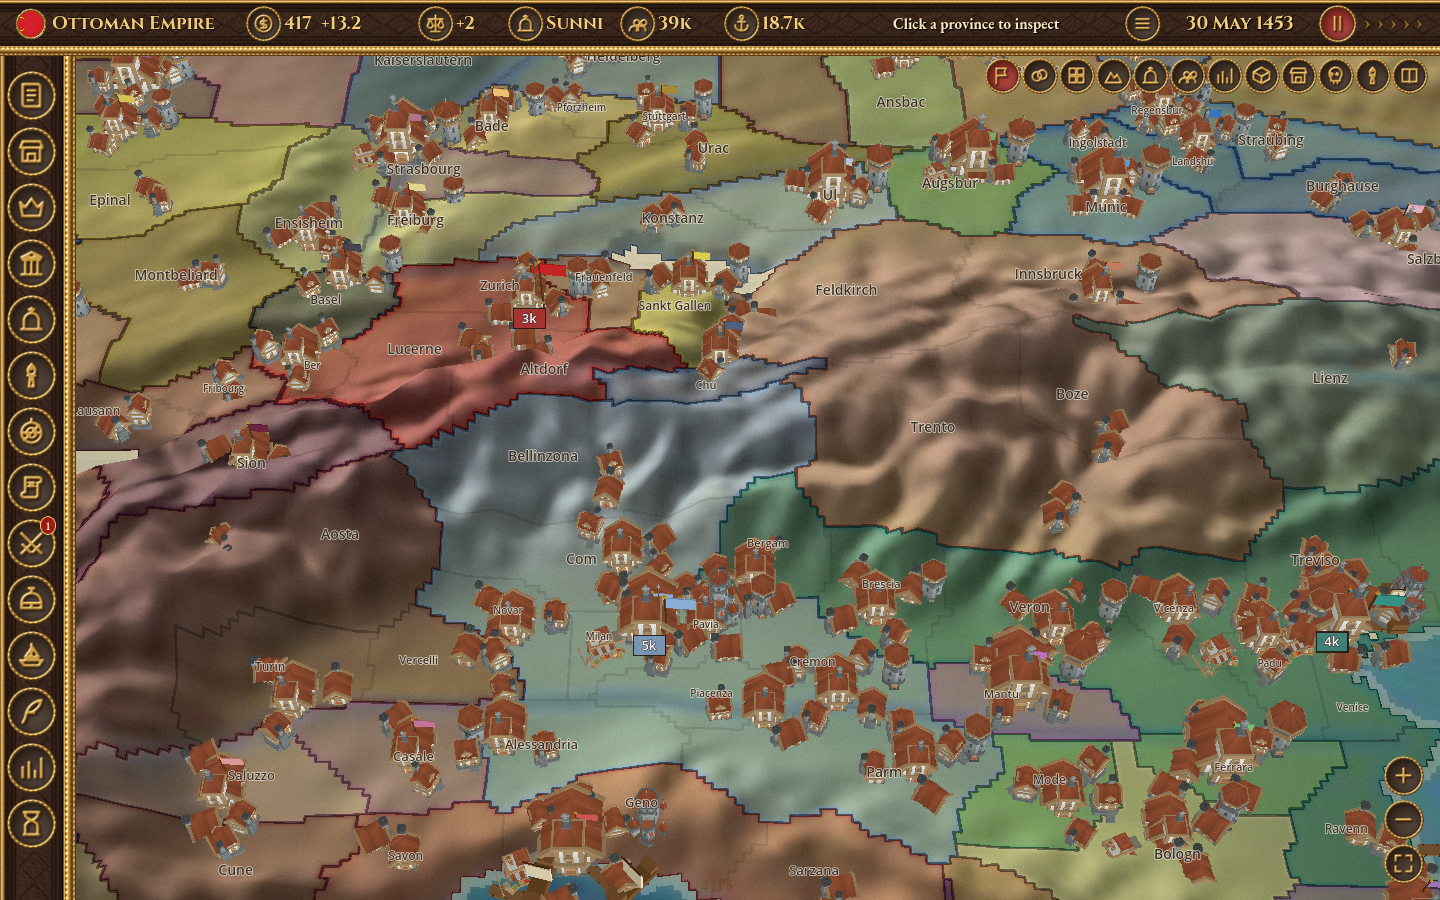 OTTOMAN EMPIRE 417 +13.2 +2 SUNNI 39K 18.7K Click a province to inspect 30 MAY 1453
Kaiserslautern
Heidelberg
Ansbac
Pforzheim
Stuttgart
Regensbur
Bade
Urac
Ingolstadt
Straubing
Strasbourg
Landshu
Epinal
Augsbur
Burghause
Ul
Munic
Ensisheim
Freiburg
Konstanz
Salzb
Montbeliard
Zurich
Frauenfeld
Innsbruck
Feldkirch
Basel
Sankt Gallen
3k
Lucerne
Ber
Altdorf
Chu
Lienz
Fribourg
Boze
ausann
Trento
Sion
Bellinzona
1
Aosta
Bergam
Com
Treviso
Brescia
Novar
Veron
Vicenza
Pavia
Milan
5k
4k
Vercelli
Cremon
Padu
Turin
Piacenza
Mantu
Venice
Alessandria
Casale
Ferrara
Saluzzo
Parm
Mode
Geno
Ravenn
Savon
Bologn
Cune
Sarzana